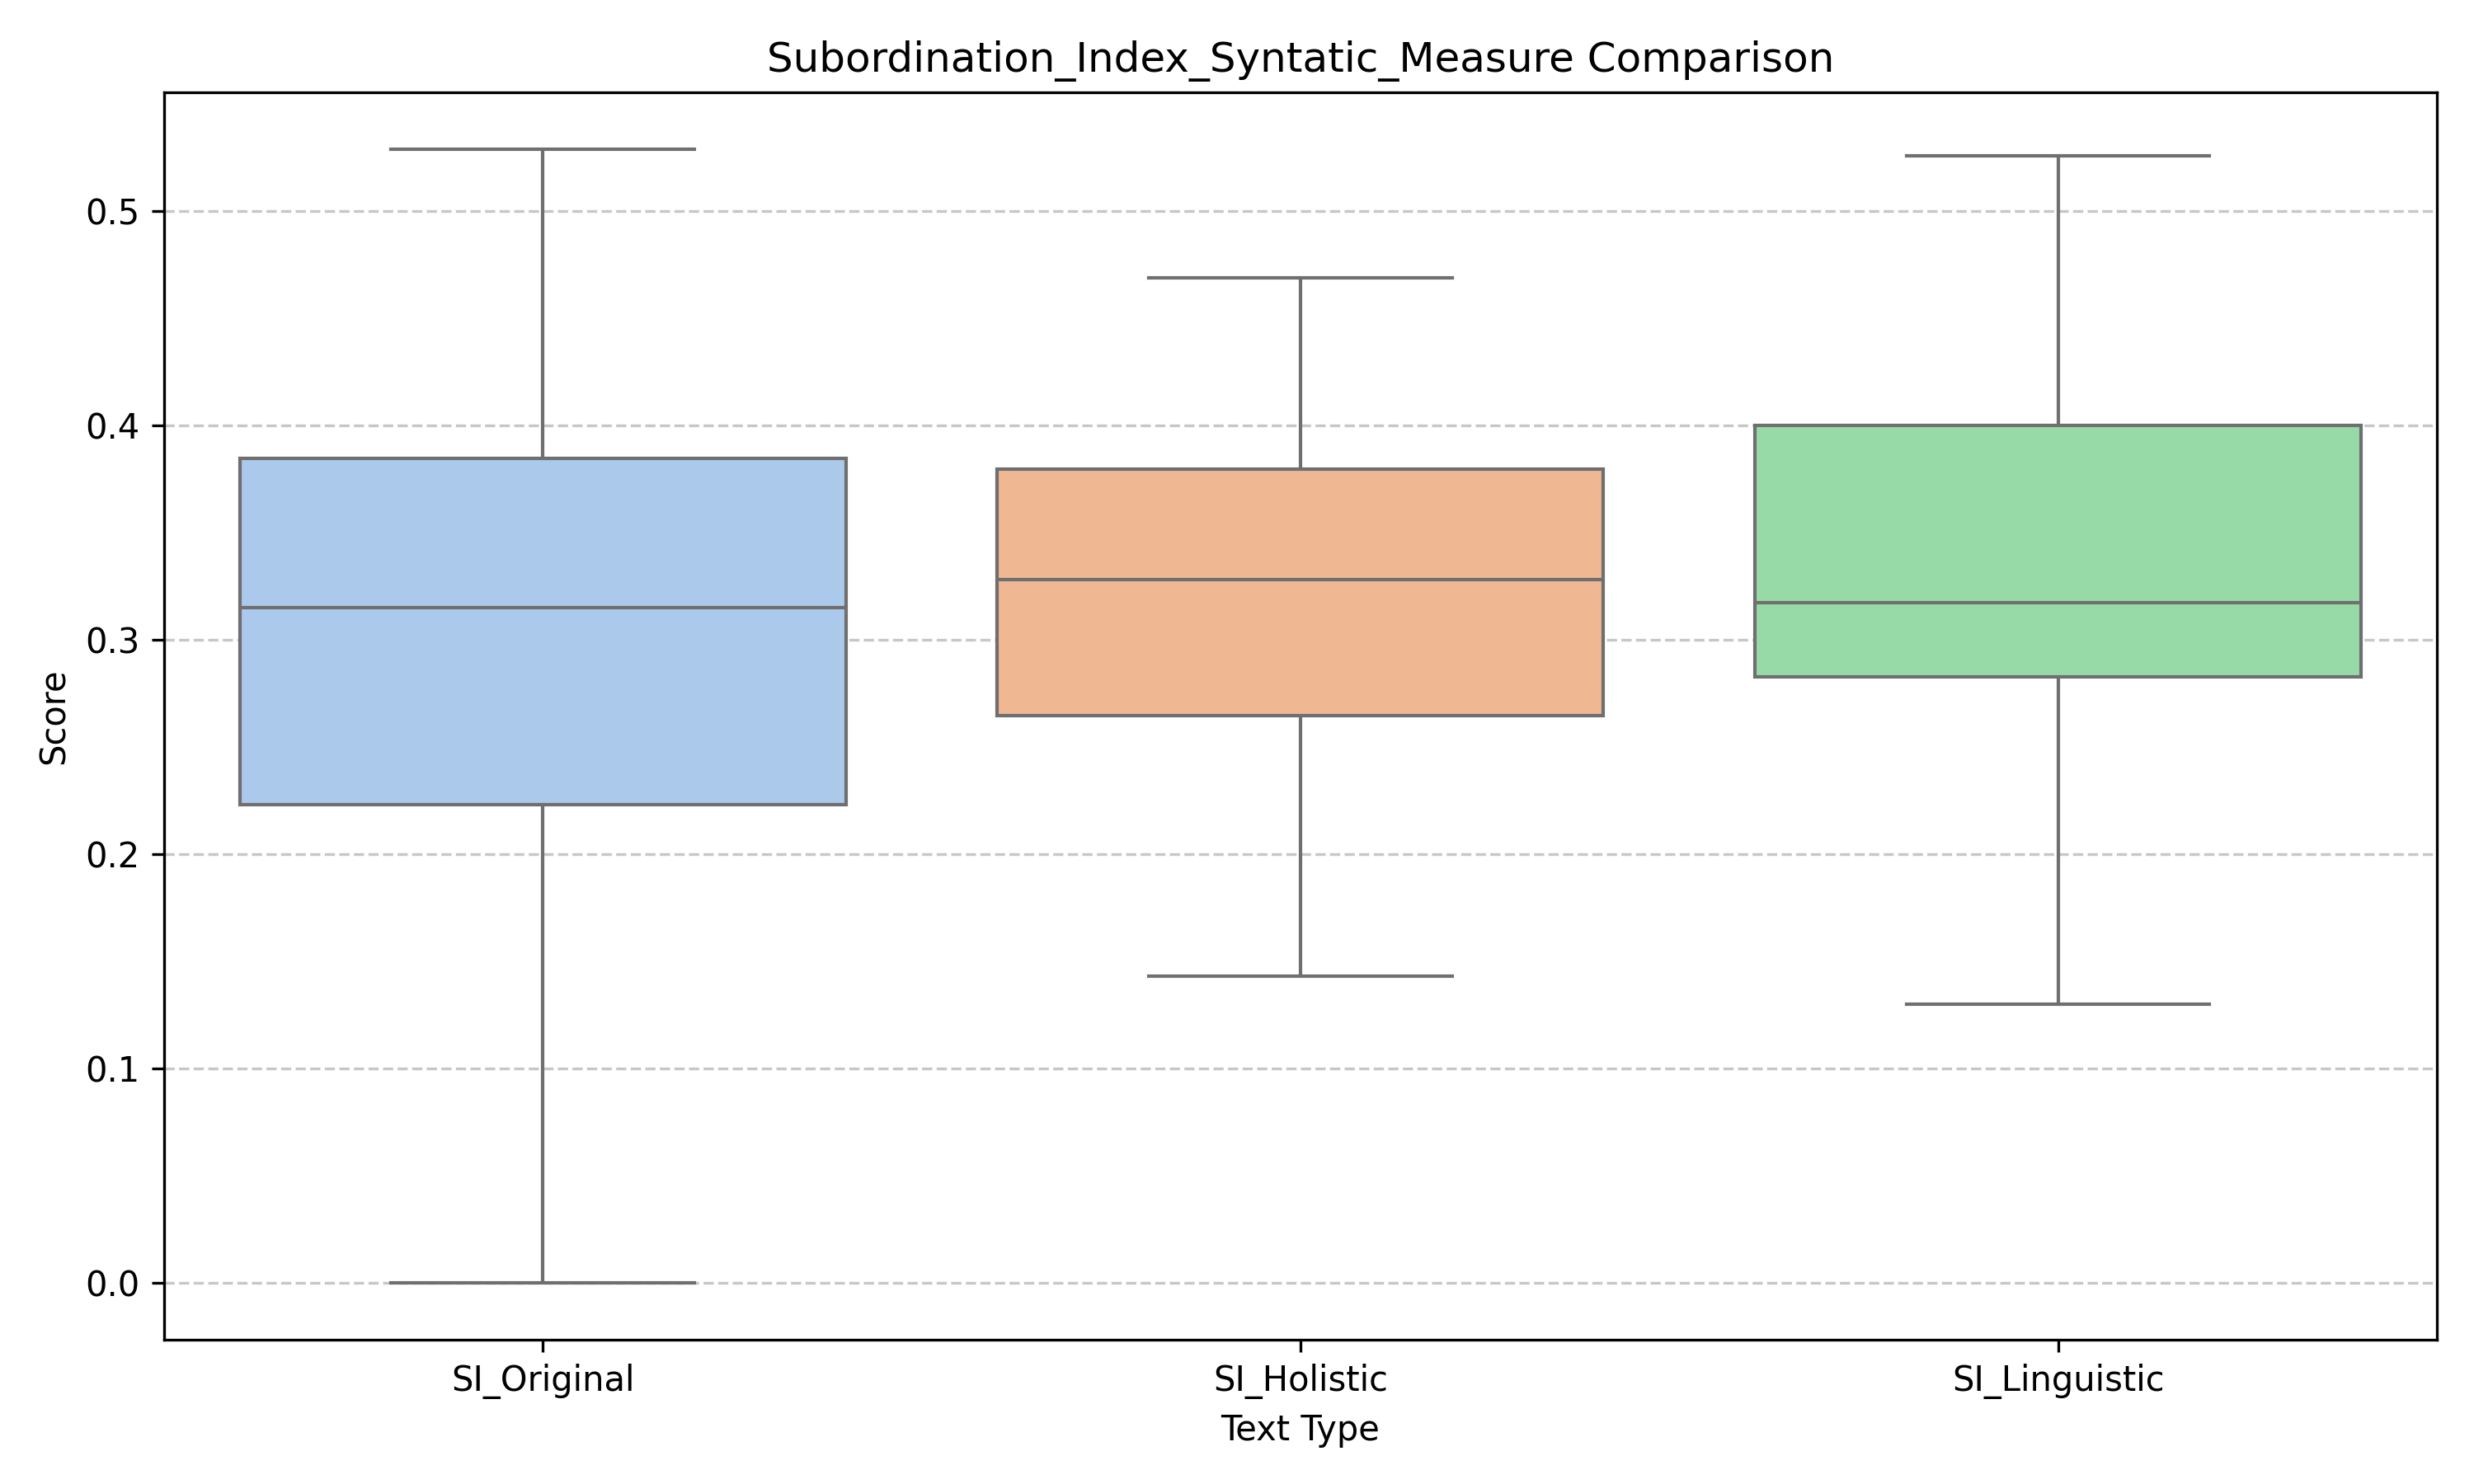 Subordination_Index_Syntatic_Measure Comparison
0.5
0.4
0.3
0.2
0.1
0.0
Score
SI_Original
SI_Holistic
SI_Linguistic
Text Type